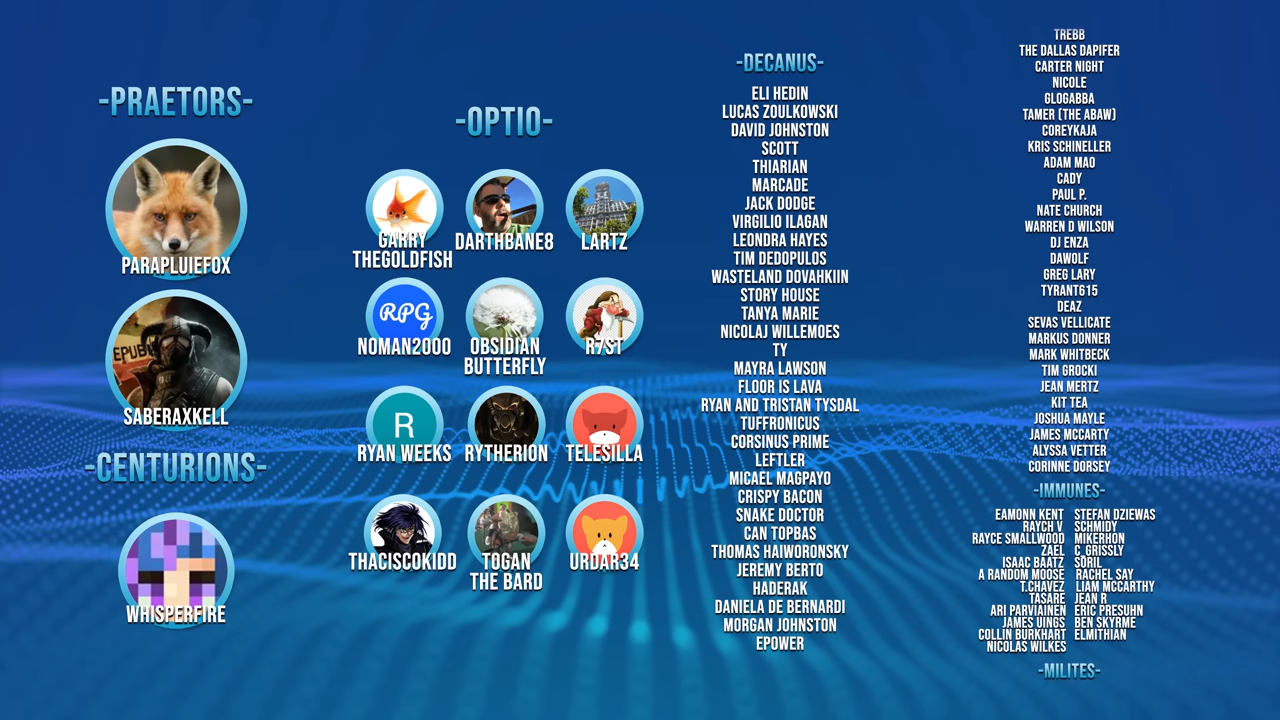 -PRAETORS-
PARAPLUIEFOX
EPUB
SABERAXKELL
-CENTURIONS-
WHISPERFIRE
-OPTIO-
GARRY
THEGOLDFISH
DARTHBANE8
LARTZ
RPG
NOMAN2000
OBSIDIAN
BUTTERFLY
R7ST
R
RYAN WEEKS
RYTHERION
TELESILLA
THACISCOKIDD
TOGAN
THE BARD
URDAR34
-DECANUS-
ELI HEDIN
LUCAS ZOULKOWSKI
DAVID JOHNSTON
SCOTT
THIARIAN
MARCADE
JACK DODGE
VIRGILIO ILAGAN
LEONDRA HAYES
TIM DEDOPULOS
WASTELAND DOVAHKIIN
STORY HOUSE
TANYA MARIE
NICOLAJ WILLEMOES
TY
MAYRA LAWSON
FLOOR IS LAVA
RYAN AND TRISTAN TYSDAL
TUFFRONICUS
CORSINUS PRIME
LEFTLER
MICAEL MAGPAYO
CRISPY BACON
SNAKE DOCTOR
CAN TOPBAS
THOMAS HAIWORONSKY
JEREMY BERTO
HADERAK
DANIELA DE BERNARDI
MORGAN JOHNSTON
EPOWER
TREBB
THE DALLAS DAPIFER
CARTER NIGHT
NICOLE
GLOGABBA
TAMER (THE ABAW)
COREYKAJA
KRIS SCHINELLER
ADAM MAO
CADY
PAUL P.
NATE CHURCH
WARREN D WILSON
DJ ENZA
DAWOLF
GREG LARY
TYRANT615
DEAZ
SEVAS VELLICATE
MARKUS DONNER
MARK WHITBECK
TIM GROCKI
JEAN MERTZ
KIT TEA
JOSHUA MAYLE
JAMES MCCARTY
ALYSSA VETTER
CORINNE DORSEY
-IMMUNES-
EAMONN KENT
RAYCH V
RAYCE SMALLWOOD
ZAEL
ISAAC BAATZ
A RANDOM MOOSE
T.CHAVEZ
TASARE
ARI PARVIAINEN
JAMES UINGS
COLLIN BURKHART
NICOLAS WILKES
STEFAN DZIEWAS
SCHMIDY
MIKERHON
C_GRISSLY
SORIL
RACHEL SAY
LIAM MCCARTHY
JEAN R
ERIC PRESUHN
BEN SKYRME
ELMITHIAN
-MILITES-